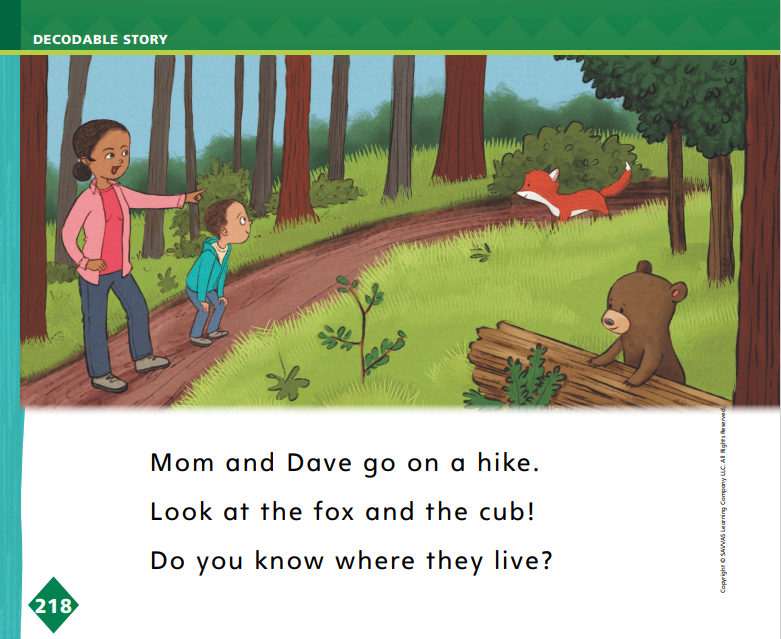 DECODABLE STORY
Mom and Dave go on a hike.
Look at the fox and the cub!
Do you know where they live?
218
Copyright © SAVVAS Learning Company LLC. All Rights Reserved.